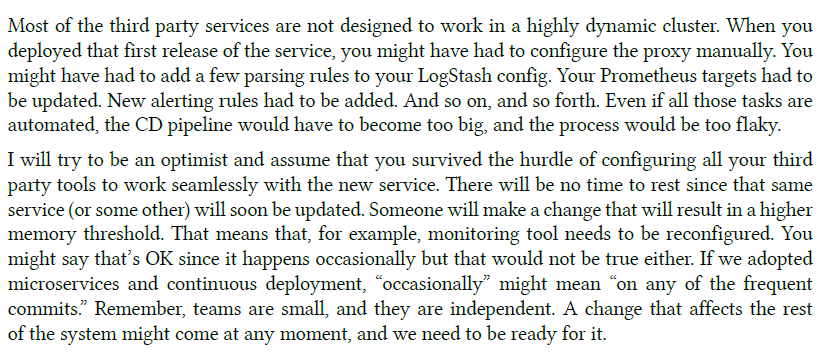 Most of the third party services are not designed to work in a highly dynamic cluster. When you
deployed that first release of the service, you might have had to configure the proxy manually. You
might have had to add a few parsing rules to your LogStash config. Your Prometheus targets had to
be updated. New alerting rules had to be added. And so on, and so forth. Even if all those tasks are
automated, the CD pipeline would have to become too big, and the process would be too flaky.
I will try to be an optimist and assume that you survived the hurdle of configuring all your third
party tools to work seamlessly with the new service. There will be no time to rest since that same
service (or some other) will soon be updated. Someone will make a change that will result in a higher
memory threshold. That means that, for example, monitoring tool needs to be reconfigured. You
might say that’s OK since it happens occasionally but that would not be true either. If we adopted
microservices and continuous deployment, “occasionally” might mean “on any of the frequent
commits.” Remember, teams are small, and they are independent. A change that affects the rest
of the system might come at any moment, and we need to be ready for it.